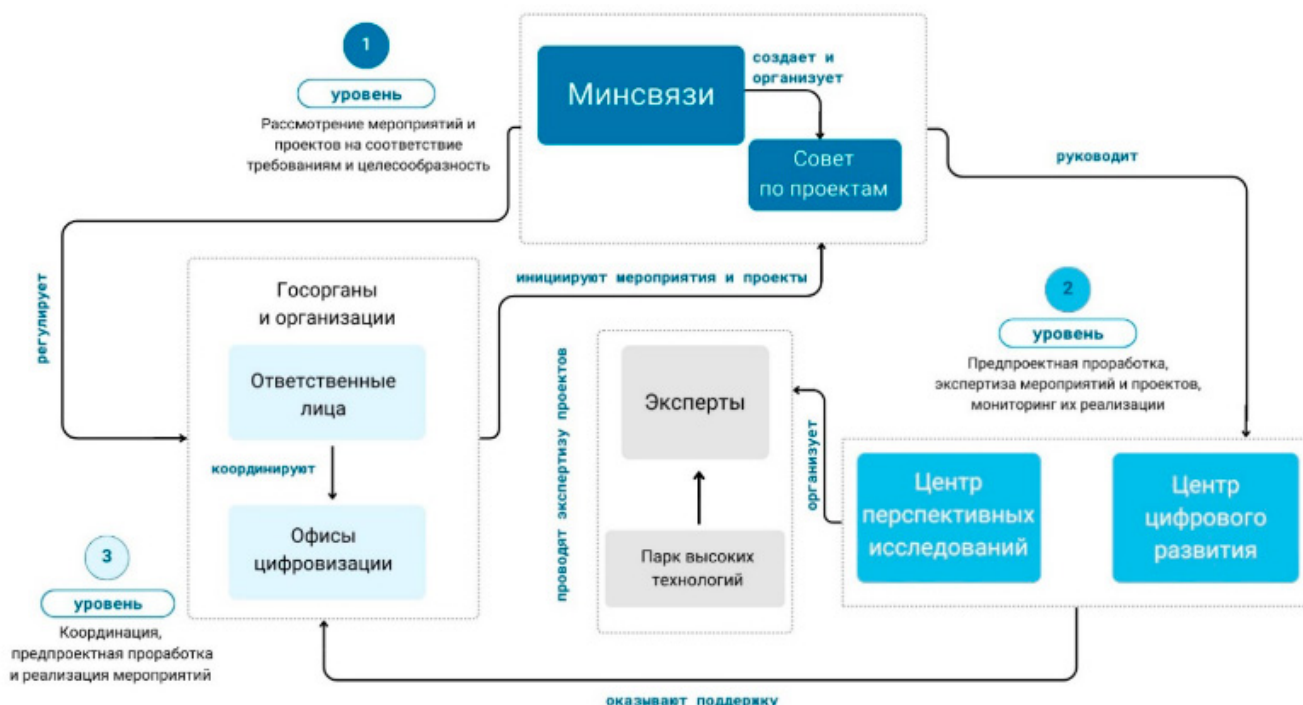 1
уровень
Рассмотрение мероприятий и
проектов на соответствие
требованиям и целесообразность
Минсвязи
создает и
организует
Совет
по проектам
руководит
регулирует
Госорганы
и организации
Ответственные
лица
координируют
Офисы
цифровизации
инициируют мероприятия и проекты
2
уровень
Предпроектная проработка,
экспертиза мероприятий и проектов,
мониторинг их реализации
проводят экспертизу проектов
Эксперты
Парк высоких
технологий
организует
Центр
перспективных
исследований
Центр
цифрового
развития
3
уровень
Координация,
предпроектная проработка
и реализация мероприятий
оказывают поддержку